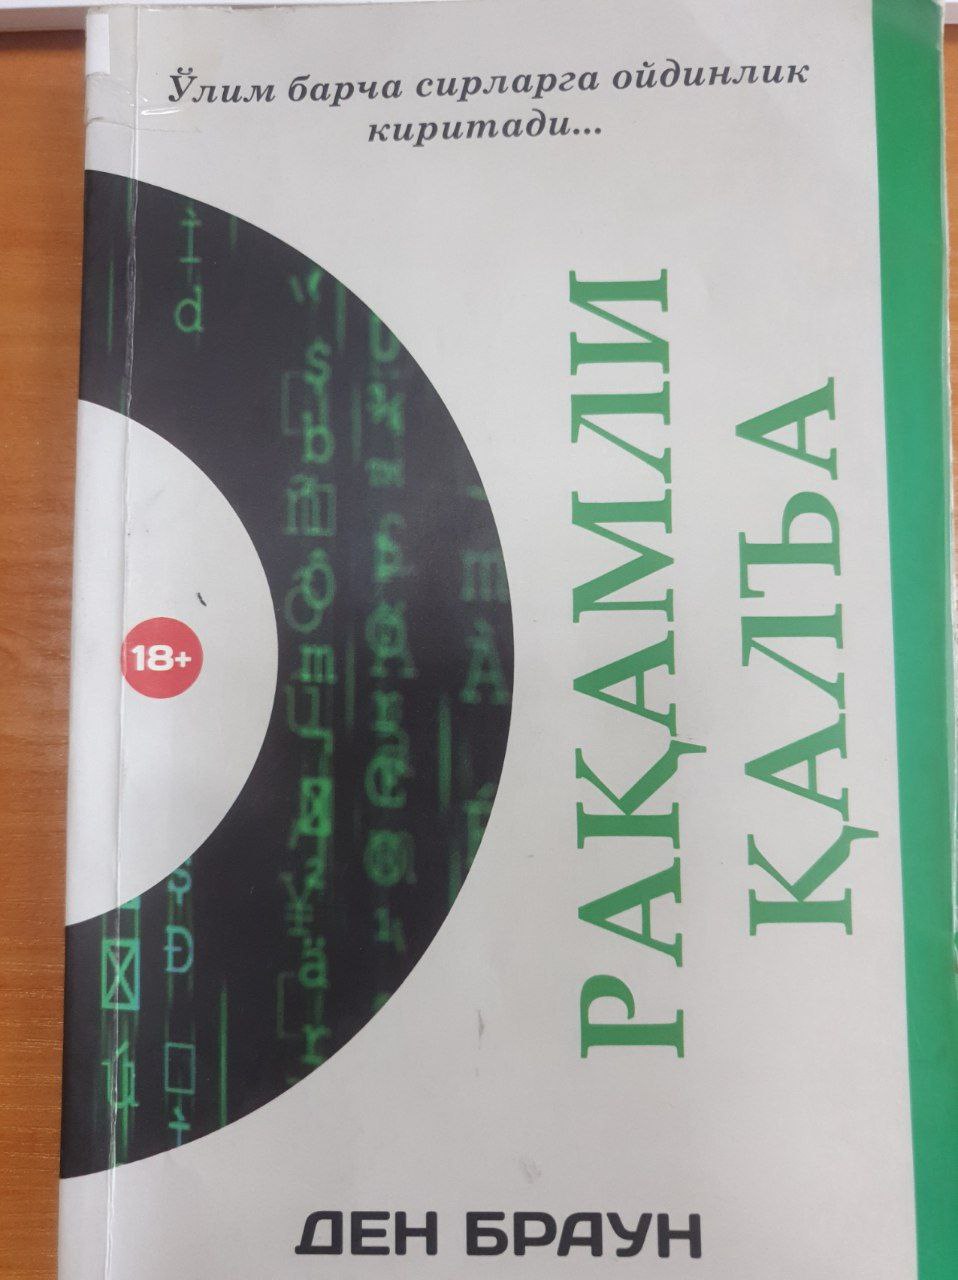 Ўлим барча сирларга ойдинлик
киритади...
РАҚАМЛИ
ҚАЛЪА
18+
ДЕН БРАУН